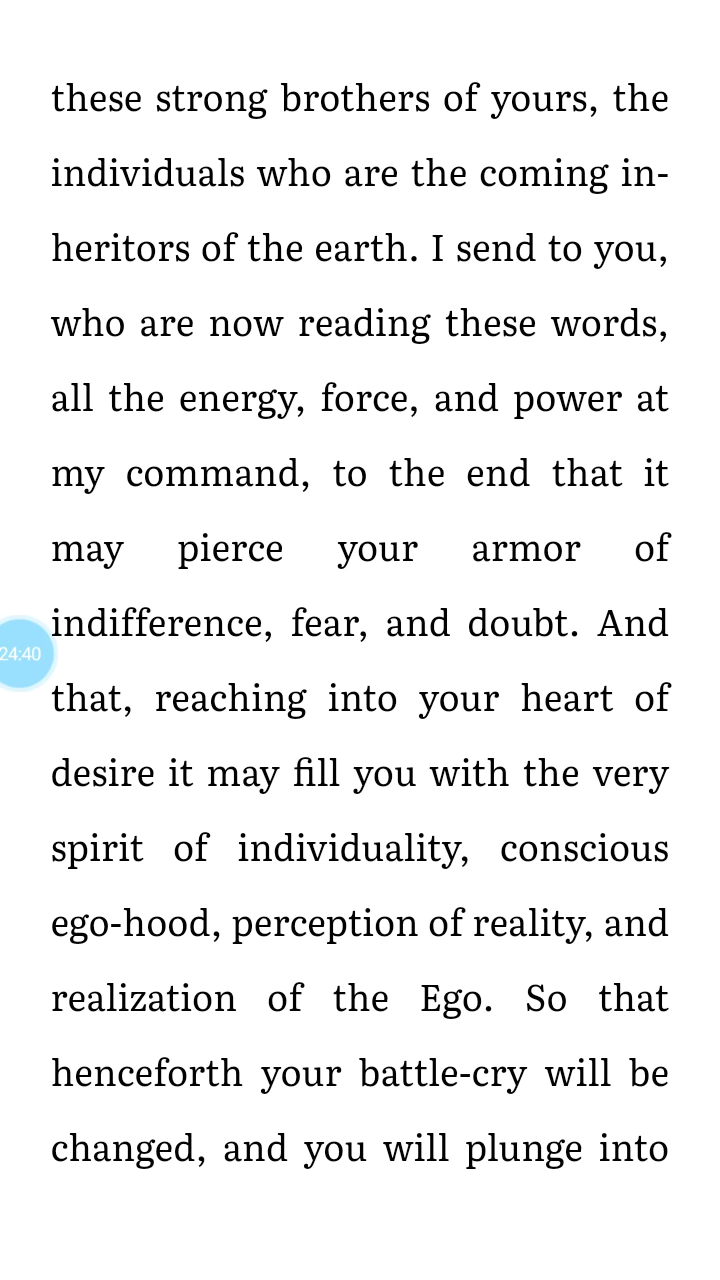 these strong brothers of yours, the
individuals who are the coming in-
heritors of the earth. I send to you,
who are now reading these words,
all the energy, force, and power at
my command, to the end that it
may pierce your armor of
indifference, fear, and doubt. And
24:40
that, reaching into your heart of
desire it may fill you with the very
spirit of individuality, conscious
ego-hood, perception of reality, and
realization of the Ego. So that
henceforth your battle-cry will be
changed, and you will plunge into